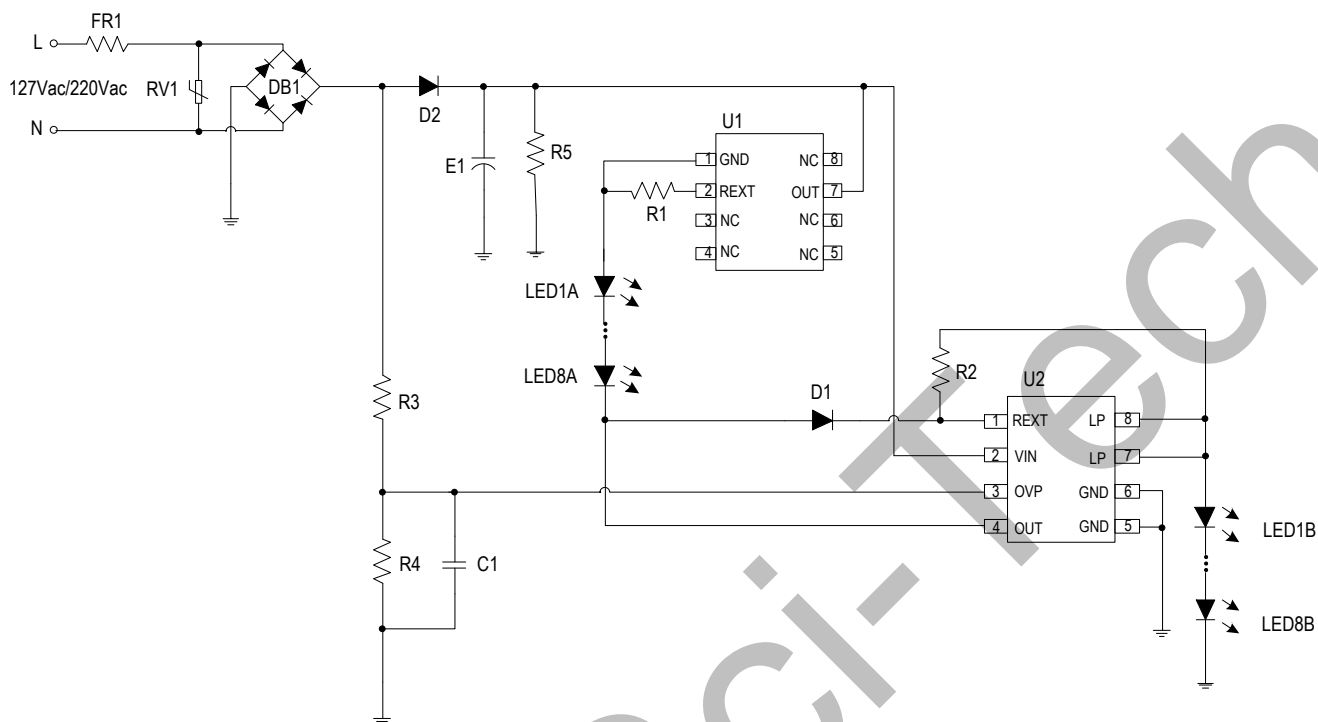 FR1
L
127Vac/220Vac
RV1
DB1
N
D2
E1
R5
U1
1 GND
2 REXT
3 NC
4 NC
NC 8
OUT 7
NC 6
NC 5
R1
LED1A
LED8A
R3
D1
R2
U2
1 REXT
2 VIN
3 OVP
4 OUT
LP 8
LP 7
GND 6
GND 5
LED1B
LED8B
R4
C1
ci-Tech